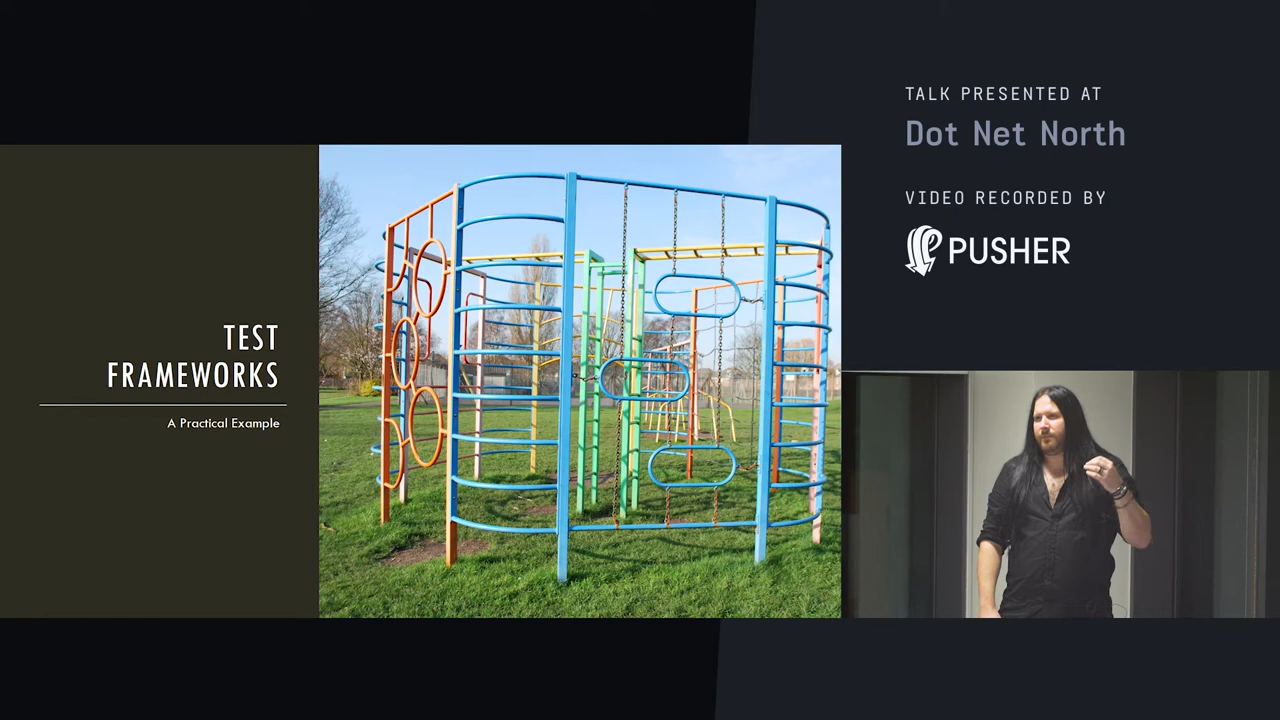 TEST
FRAMEWORKS
A Practical Example
TALK PRESENTED AT
Dot Net North
VIDEO RECORDED BY
PUSHER